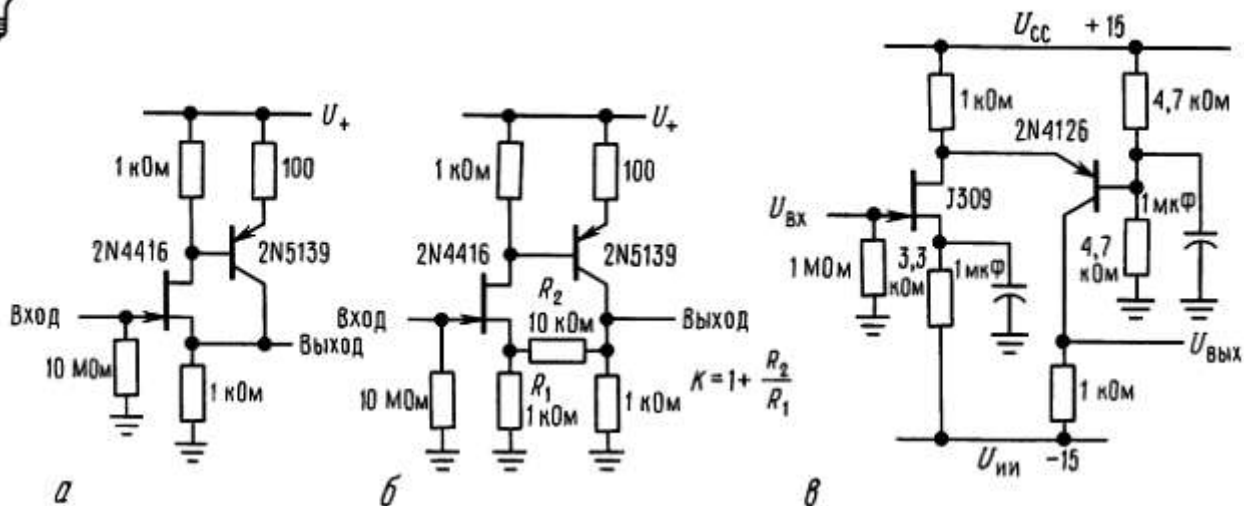 U+
1 кОм
100
2N4416
2N5139
Вход
Выход
10 МОм
1 кОм
а
U+
1 кОм
100
2N4416
2N5139
R2
10 кОм
Вход
Выход
10 МОм
R1
1 кОм
1 кОм
K = 1 + R2/R1
б
UСС +15
1 кОм
4,7 кОм
2N4126
J309
UВХ
1 мкФ
1 МОм
3,3 кОм
1 мкФ
4,7 кОм
UВЫХ
1 кОм
UИИ −15
в